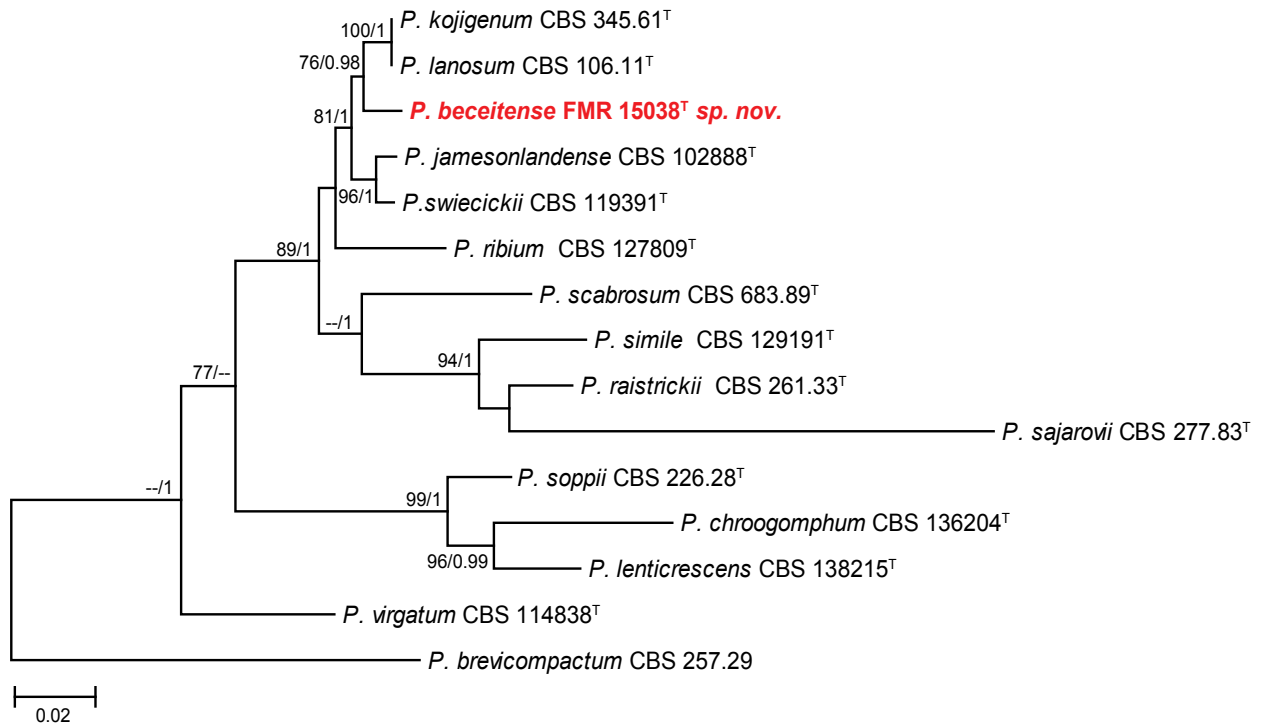 100/1
P. kojigenum CBS 345.61ᵀ
76/0.98
P. lanosum CBS 106.11ᵀ
P. beceitense FMR 15038ᵀ sp. nov.
81/1
P. jamesonlandense CBS 102888ᵀ
96/1
P.swiecickii CBS 119391ᵀ
89/1
P. ribium CBS 127809ᵀ
P. scabrosum CBS 683.89ᵀ
--/1
P. simile CBS 129191ᵀ
94/1
77/--
P. raistrickii CBS 261.33ᵀ
P. sajarovii CBS 277.83ᵀ
P. soppii CBS 226.28ᵀ
--/1
99/1
P. chroogomphum CBS 136204ᵀ
96/0.99
P. lenticrescens CBS 138215ᵀ
P. virgatum CBS 114838ᵀ
P. brevicompactum CBS 257.29
0.02